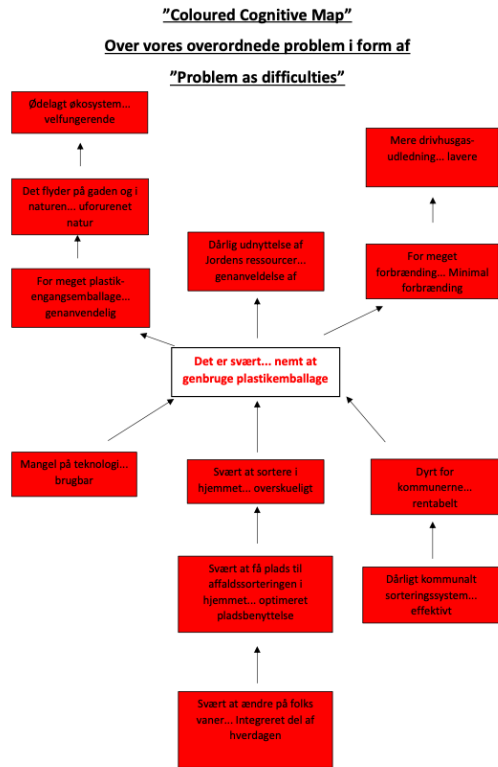 ”Coloured Cognitive Map”
Over vores overordnede problem i form af
”Problem as difficulties”
Ødelagt økosystem...
velfungerende
Mere drivhusgas-
udledning... lavere
Det flyder på gaden og i
naturen... uforurenet
natur
Dårlig udnyttelse af
Jordens ressourcer...
genanveldelse af
For meget
forbrænding... Minimal
forbrænding
For meget plastik-
engangsemballage...
genanvendelig
Det er svært... nemt at
genbruge plastikemballage
Mangel på teknologi...
brugbar
Svært at sortere i
hjemmet... overskueligt
Dyrt for
kommunerne...
rentabelt
Svært at få plads til
affaldssorteringen i
hjemmet... optimeret
pladsbenyttelse
Dårligt kommunalt
sorteringssystem...
effektivt
Svært at ændre på folks
vaner... Integreret del af
hverdagen